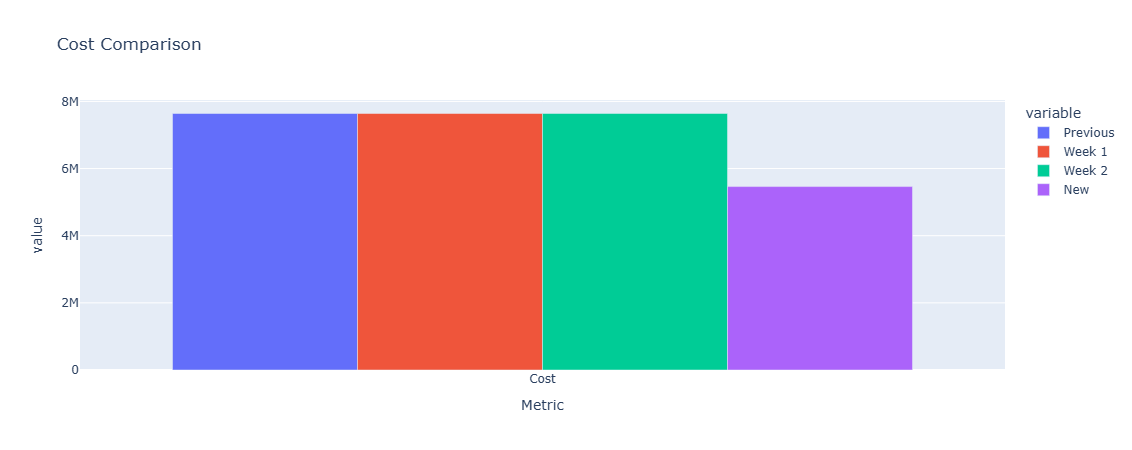 Cost Comparison
8M
6M
4M
2M
0
value
Cost
Metric
variable
Previous
Week 1
Week 2
New